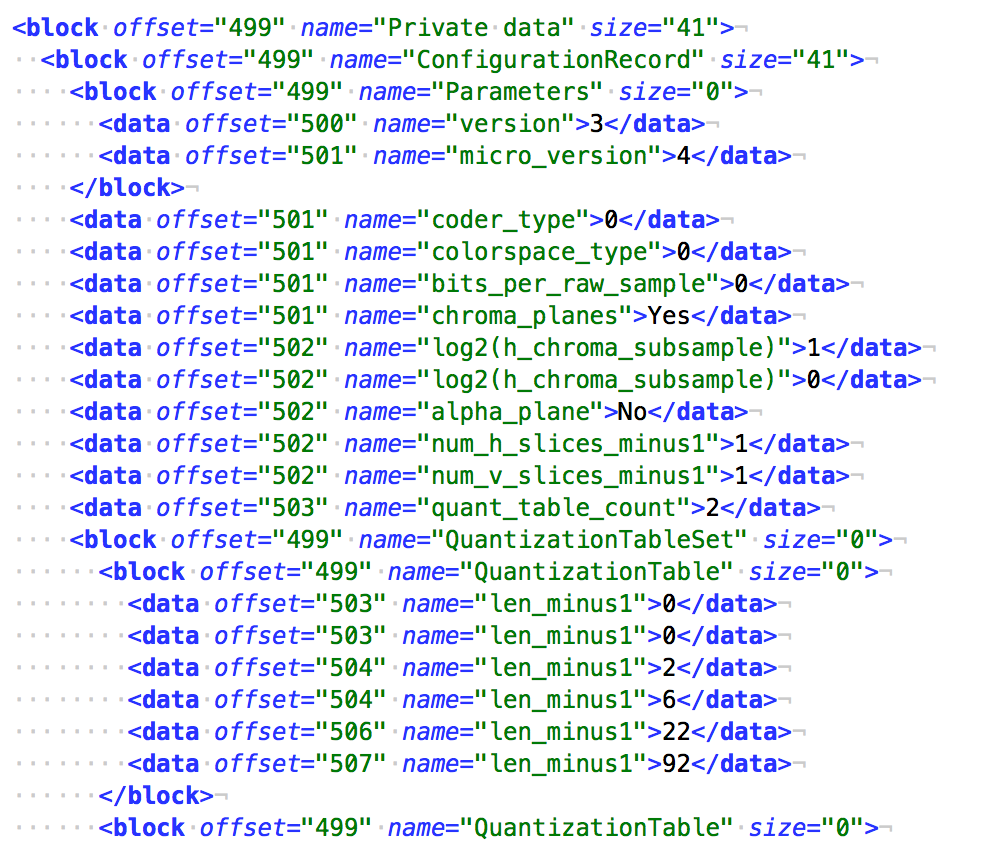 <block offset="499" name="Private data" size="41">¬
··<block offset="499" name="ConfigurationRecord" size="41">¬
····<block offset="499" name="Parameters" size="0">¬
······<data offset="500" name="version">3</data>¬
······<data offset="501" name="micro_version">4</data>¬
····</block>¬
····<data offset="501" name="coder_type">0</data>¬
····<data offset="501" name="colorspace_type">0</data>¬
····<data offset="501" name="bits_per_raw_sample">0</data>¬
····<data offset="501" name="chroma_planes">Yes</data>¬
····<data offset="502" name="log2(h_chroma_subsample)">1</data>¬
····<data offset="502" name="log2(h_chroma_subsample)">0</data>¬
····<data offset="502" name="alpha_plane">No</data>¬
····<data offset="502" name="num_h_slices_minus1">1</data>¬
····<data offset="502" name="num_v_slices_minus1">1</data>¬
····<data offset="503" name="quant_table_count">2</data>¬
····<block offset="499" name="QuantizationTableSet" size="0">¬
······<block offset="499" name="QuantizationTable" size="0">¬
········<data offset="503" name="len_minus1">0</data>¬
········<data offset="503" name="len_minus1">0</data>¬
········<data offset="504" name="len_minus1">2</data>¬
········<data offset="504" name="len_minus1">6</data>¬
········<data offset="506" name="len_minus1">22</data>¬
········<data offset="507" name="len_minus1">92</data>¬
······</block>¬
······<block offset="499" name="QuantizationTable" size="0">¬